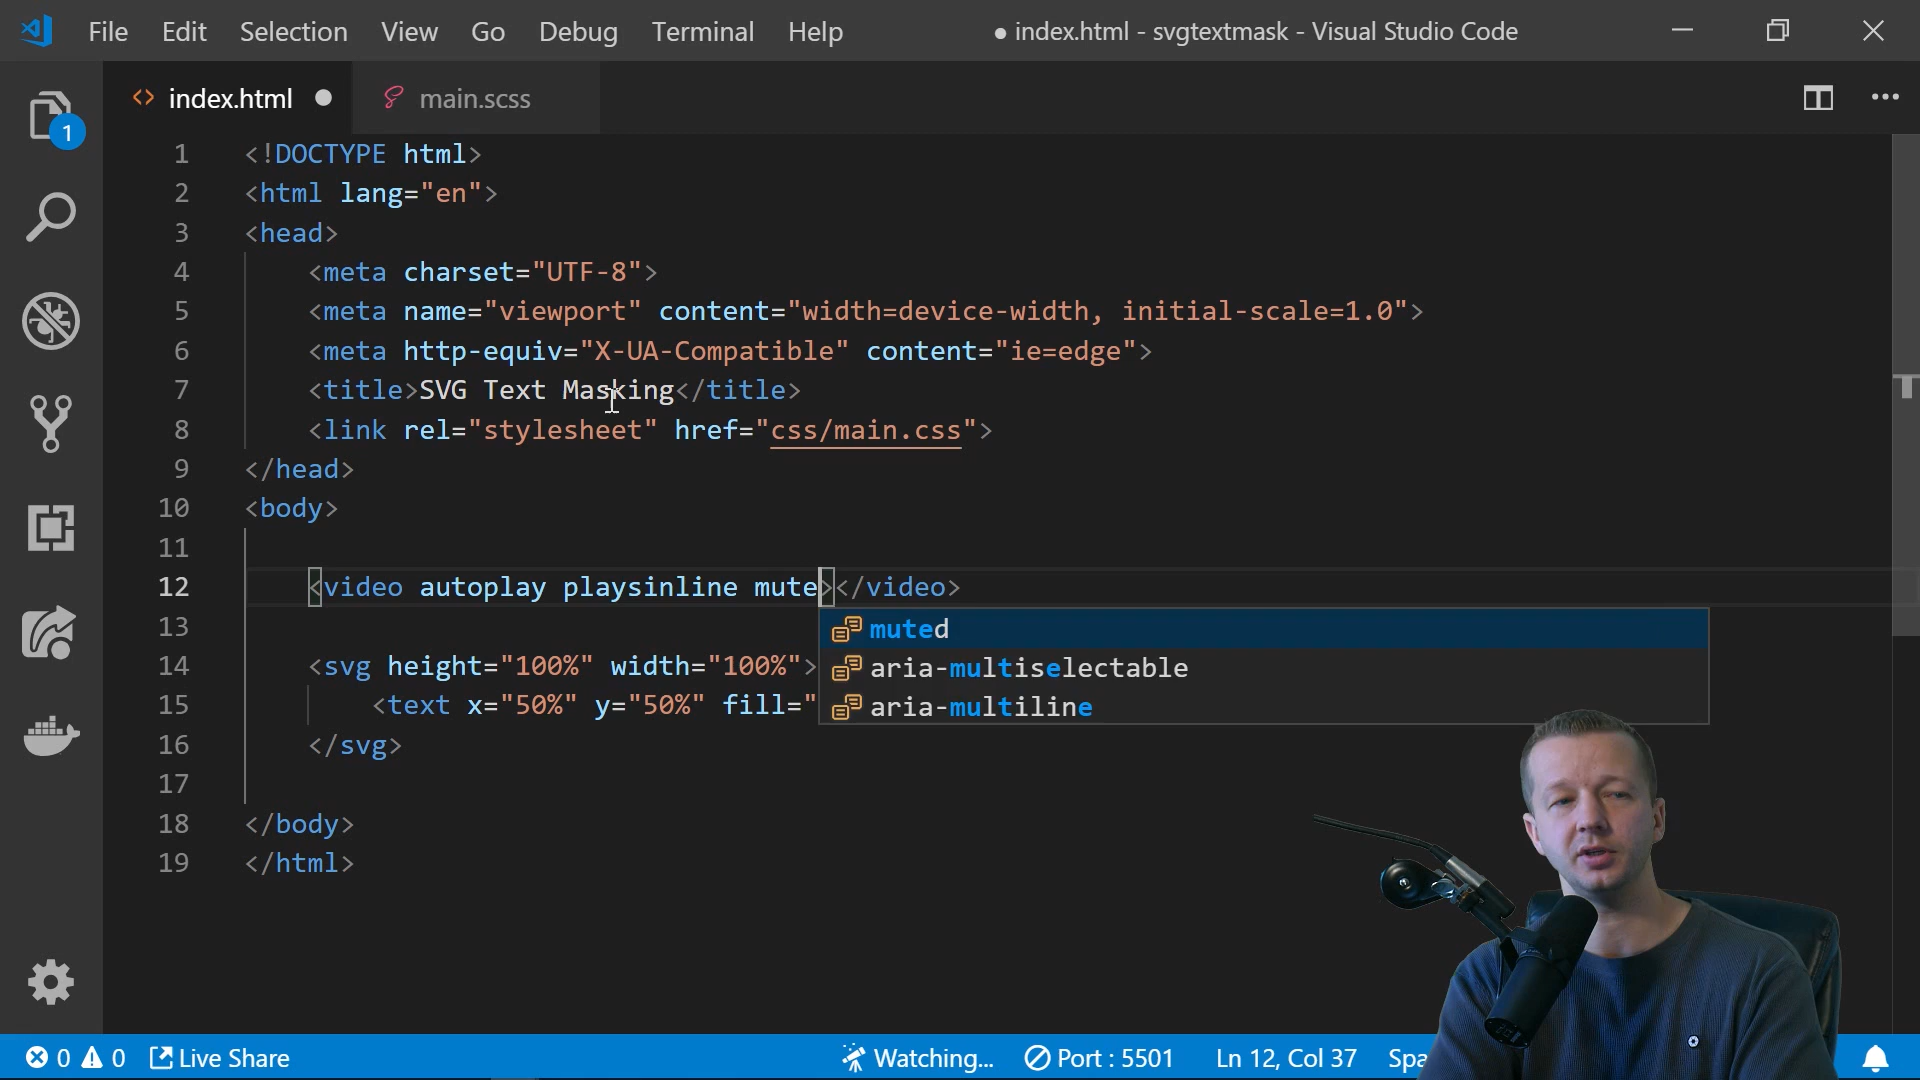 File Edit Selection View Go Debug Terminal Help ● index.html - svgtextmask - Visual Studio Code
<> index.html ● main.scss
1
1 <!DOCTYPE html>
2 <html lang="en">
3 <head>
4 <meta charset="UTF-8">
5 <meta name="viewport" content="width=device-width, initial-scale=1.0">
6 <meta http-equiv="X-UA-Compatible" content="ie=edge">
7 <title>SVG Text Masking</title>
8 <link rel="stylesheet" href="css/main.css">
9 </head>
10 <body>
11
12 <video autoplay playsinline mute></video>
13 muted
14 <svg height="100%" width="100%"> aria-multiselectable
15 <text x="50%" y="50%" fill=" aria-multiline
16 </svg>
17
18 </body>
19 </html>
0 0 Live Share Watching... Port : 5501 Ln 12, Col 37 Spa